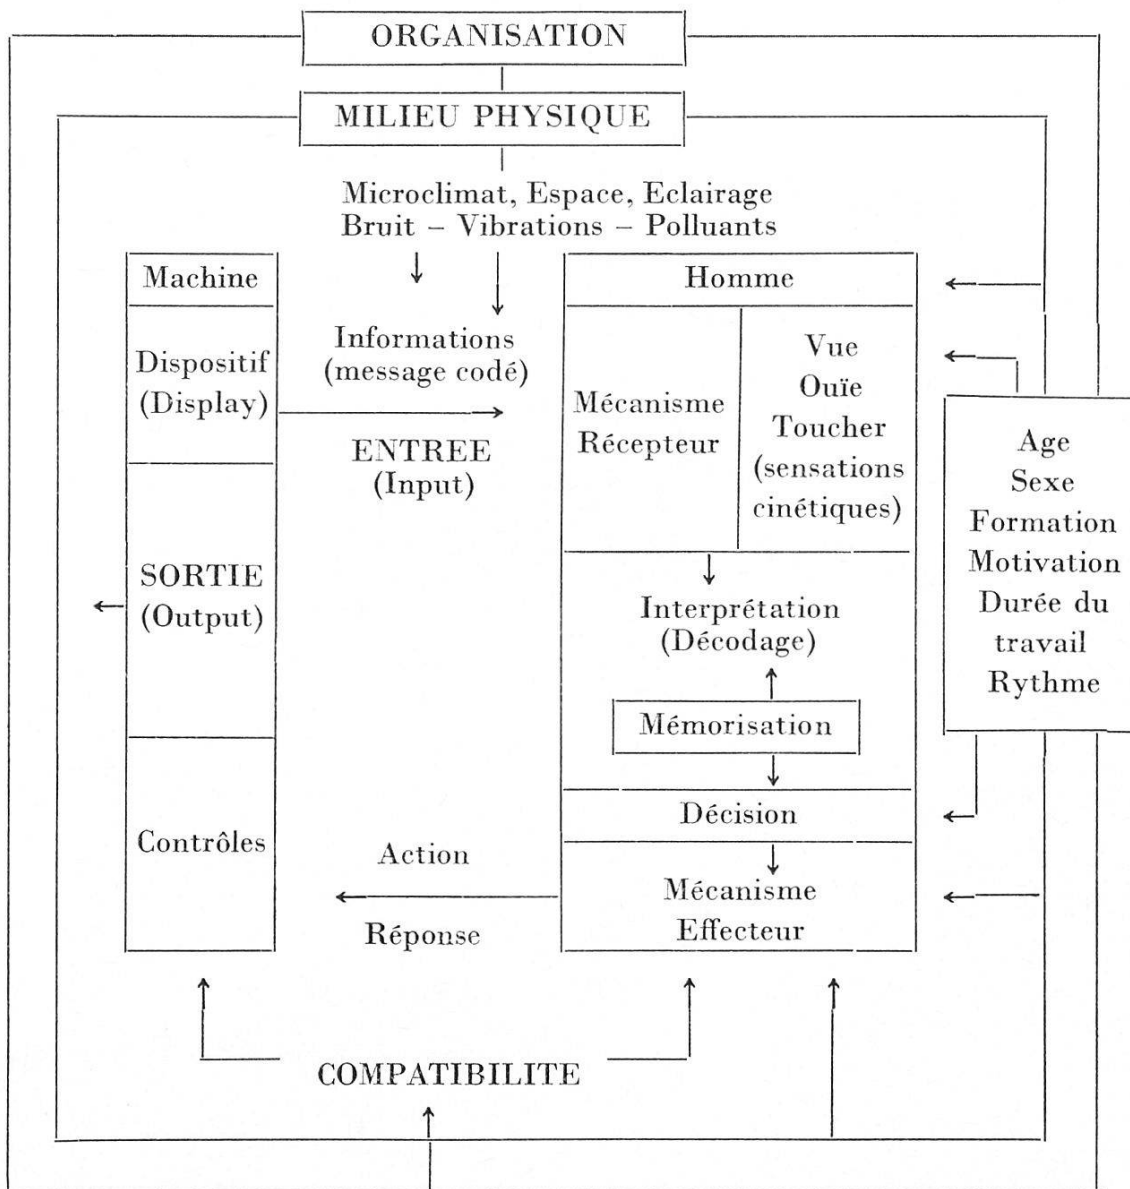 ORGANISATION
MILIEU PHYSIQUE
Microclimat, Espace, Eclairage
Bruit – Vibrations – Polluants
Machine
Dispositif
(Display)
SORTIE
(Output)
Contrôles
Informations
(message codé)
ENTREE
(Input)
Action
Réponse
Homme
Mécanisme
Récepteur
Vue
Ouïe
Toucher
(sensations
cinétiques)
Interprétation
(Décodage)
Mémorisation
Décision
Mécanisme
Effecteur
Age
Sexe
Formation
Motivation
Durée du
travail
Rythme
COMPATIBILITE